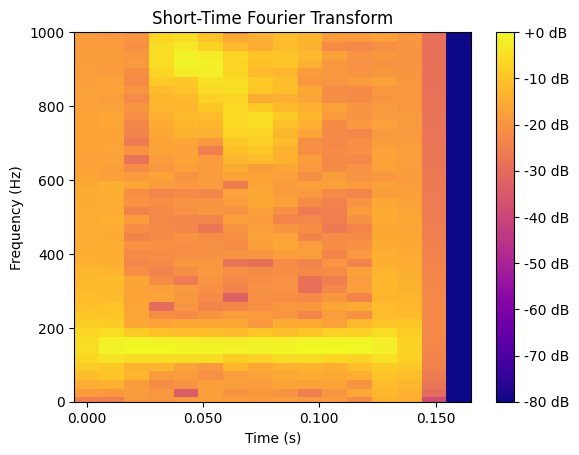 Short-Time Fourier Transform
1000
800
600
400
200
0
Frequency (Hz)
0.000
0.050
0.100
0.150
Time (s)
+0 dB
-10 dB
-20 dB
-30 dB
-40 dB
-50 dB
-60 dB
-70 dB
-80 dB